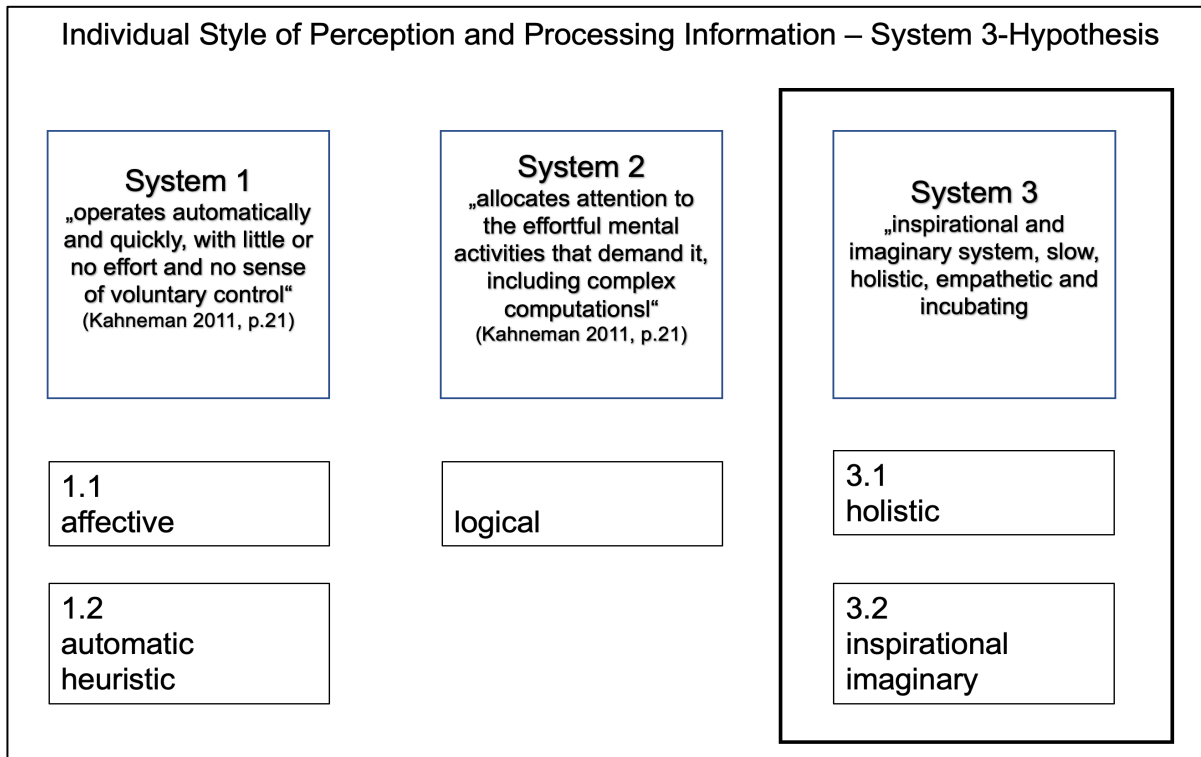 Individual Style of Perception and Processing Information – System 3-Hypothesis
System 1
„operates automatically
and quickly, with little or
no effort and no sense
of voluntary control“
(Kahneman 2011, p.21)
System 2
„allocates attention to
the effortful mental
activities that demand it,
including complex
computationsl“
(Kahneman 2011, p.21)
System 3
„inspirational and
imaginary system, slow,
holistic, empathetic and
incubating
1.1
affective
logical
3.1
holistic
1.2
automatic
heuristic
3.2
inspirational
imaginary